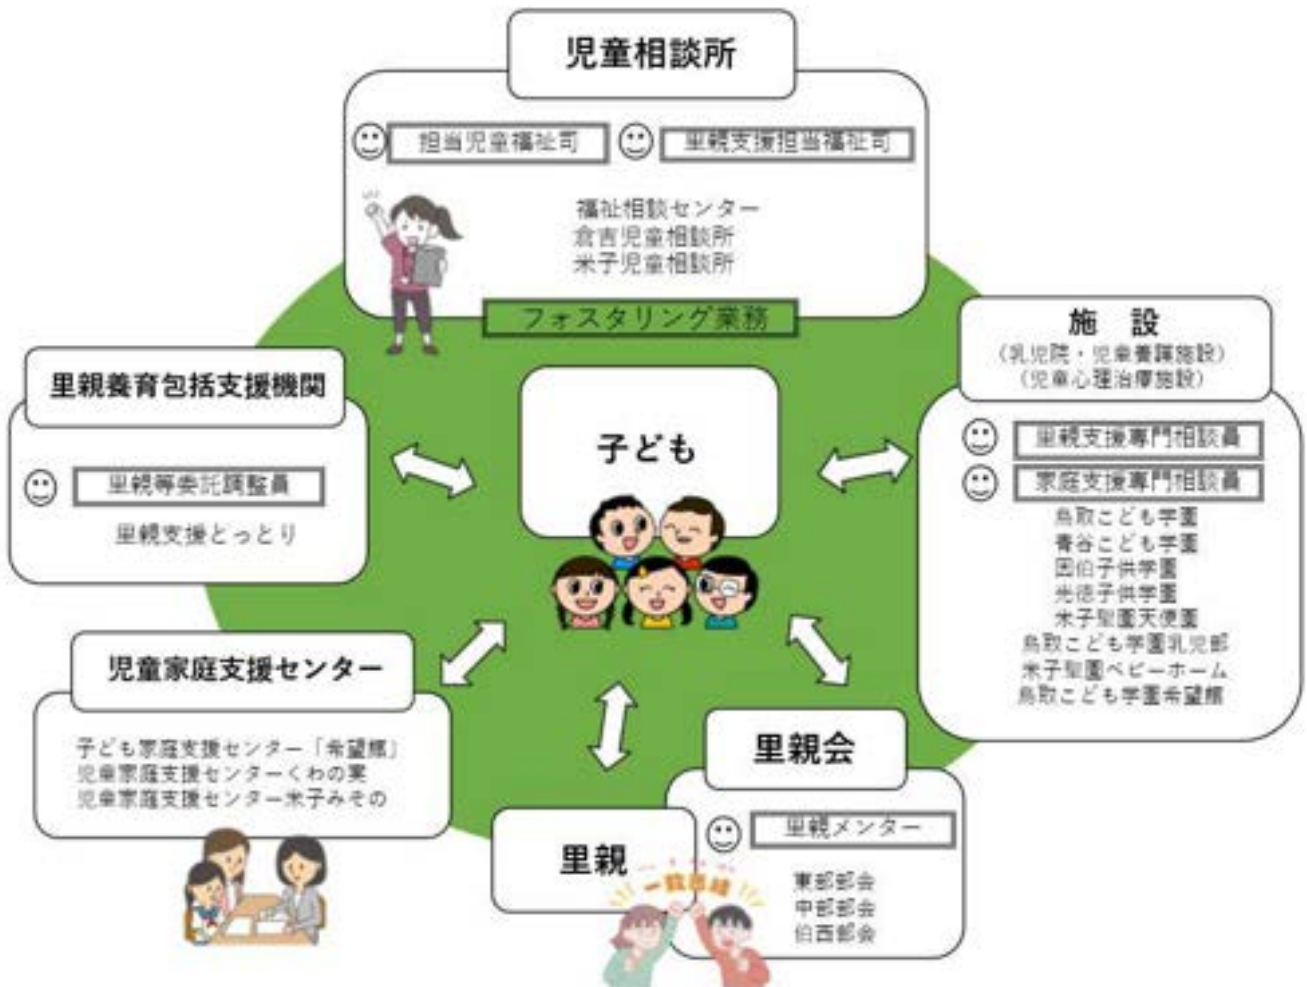 児童相談所
担当児童福祉司
里親支援担当福祉司
福祉相談センター
倉吉児童相談所
米子児童相談所
フォスタリング業務
施 設
(乳児院・児童養護施設)
(児童心理治療施設)
里親支援専門相談員
家庭支援専門相談員
鳥取こども学園
青谷こども学園
因伯子供学園
光徳子供学園
米子聖園天使園
鳥取こども学園乳児部
米子聖園ベビーホーム
鳥取こども学園希望館
里親養育包括支援機関
里親等委託調整員
里親支援とっとり
子ども
児童家庭支援センター
子ども家庭支援センター「希望館」
児童家庭支援センターくわの実
児童家庭支援センター米子みその
里親会
里親メンター
東部部会
中部部会
伯西部会
里親
一致団結